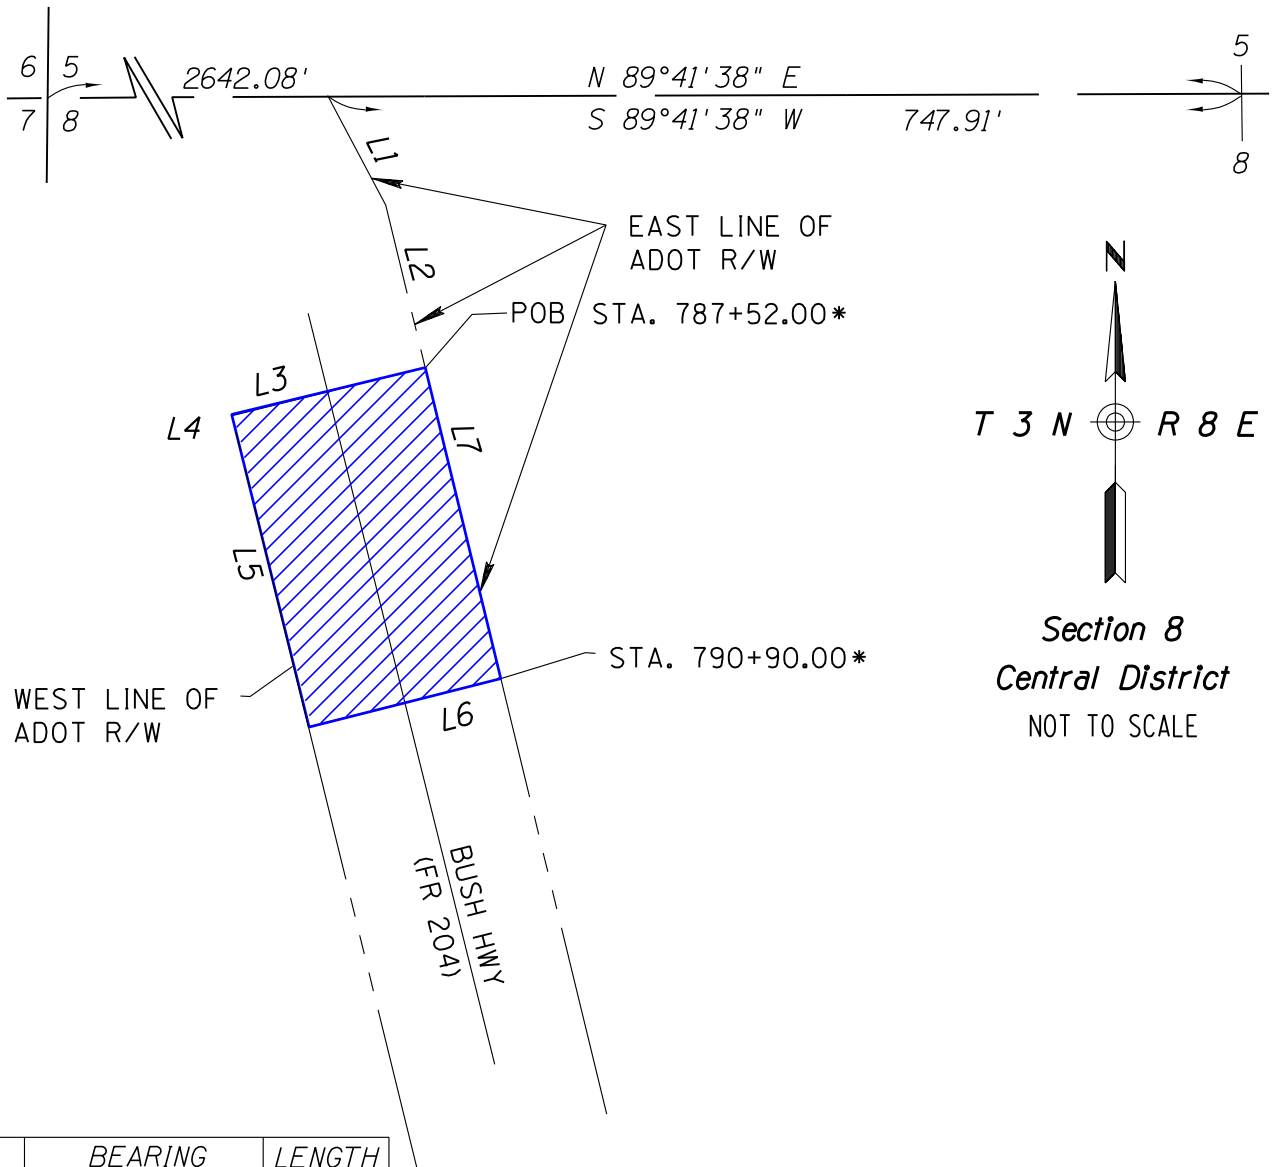 6 5
7 8
2642.08'
N 89°41'38" E
S 89°41'38" W
747.91'
5
8
L1
EAST LINE OF
ADOT R/W
L2
N
POB STA. 787+52.00*
L3
L4
L7
T 3 N R 8 E
L5
Section 8
Central District
NOT TO SCALE
STA. 790+90.00*
WEST LINE OF
ADOT R/W
L6
BUSH HWY
(FR 204)
BEARING LENGTH